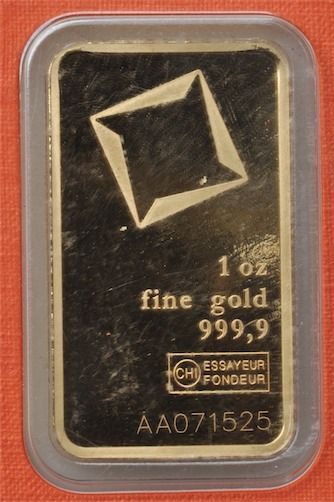 1 oz
fine gold
999,9
CHI ESSAYEUR
FONDEUR
AA071525